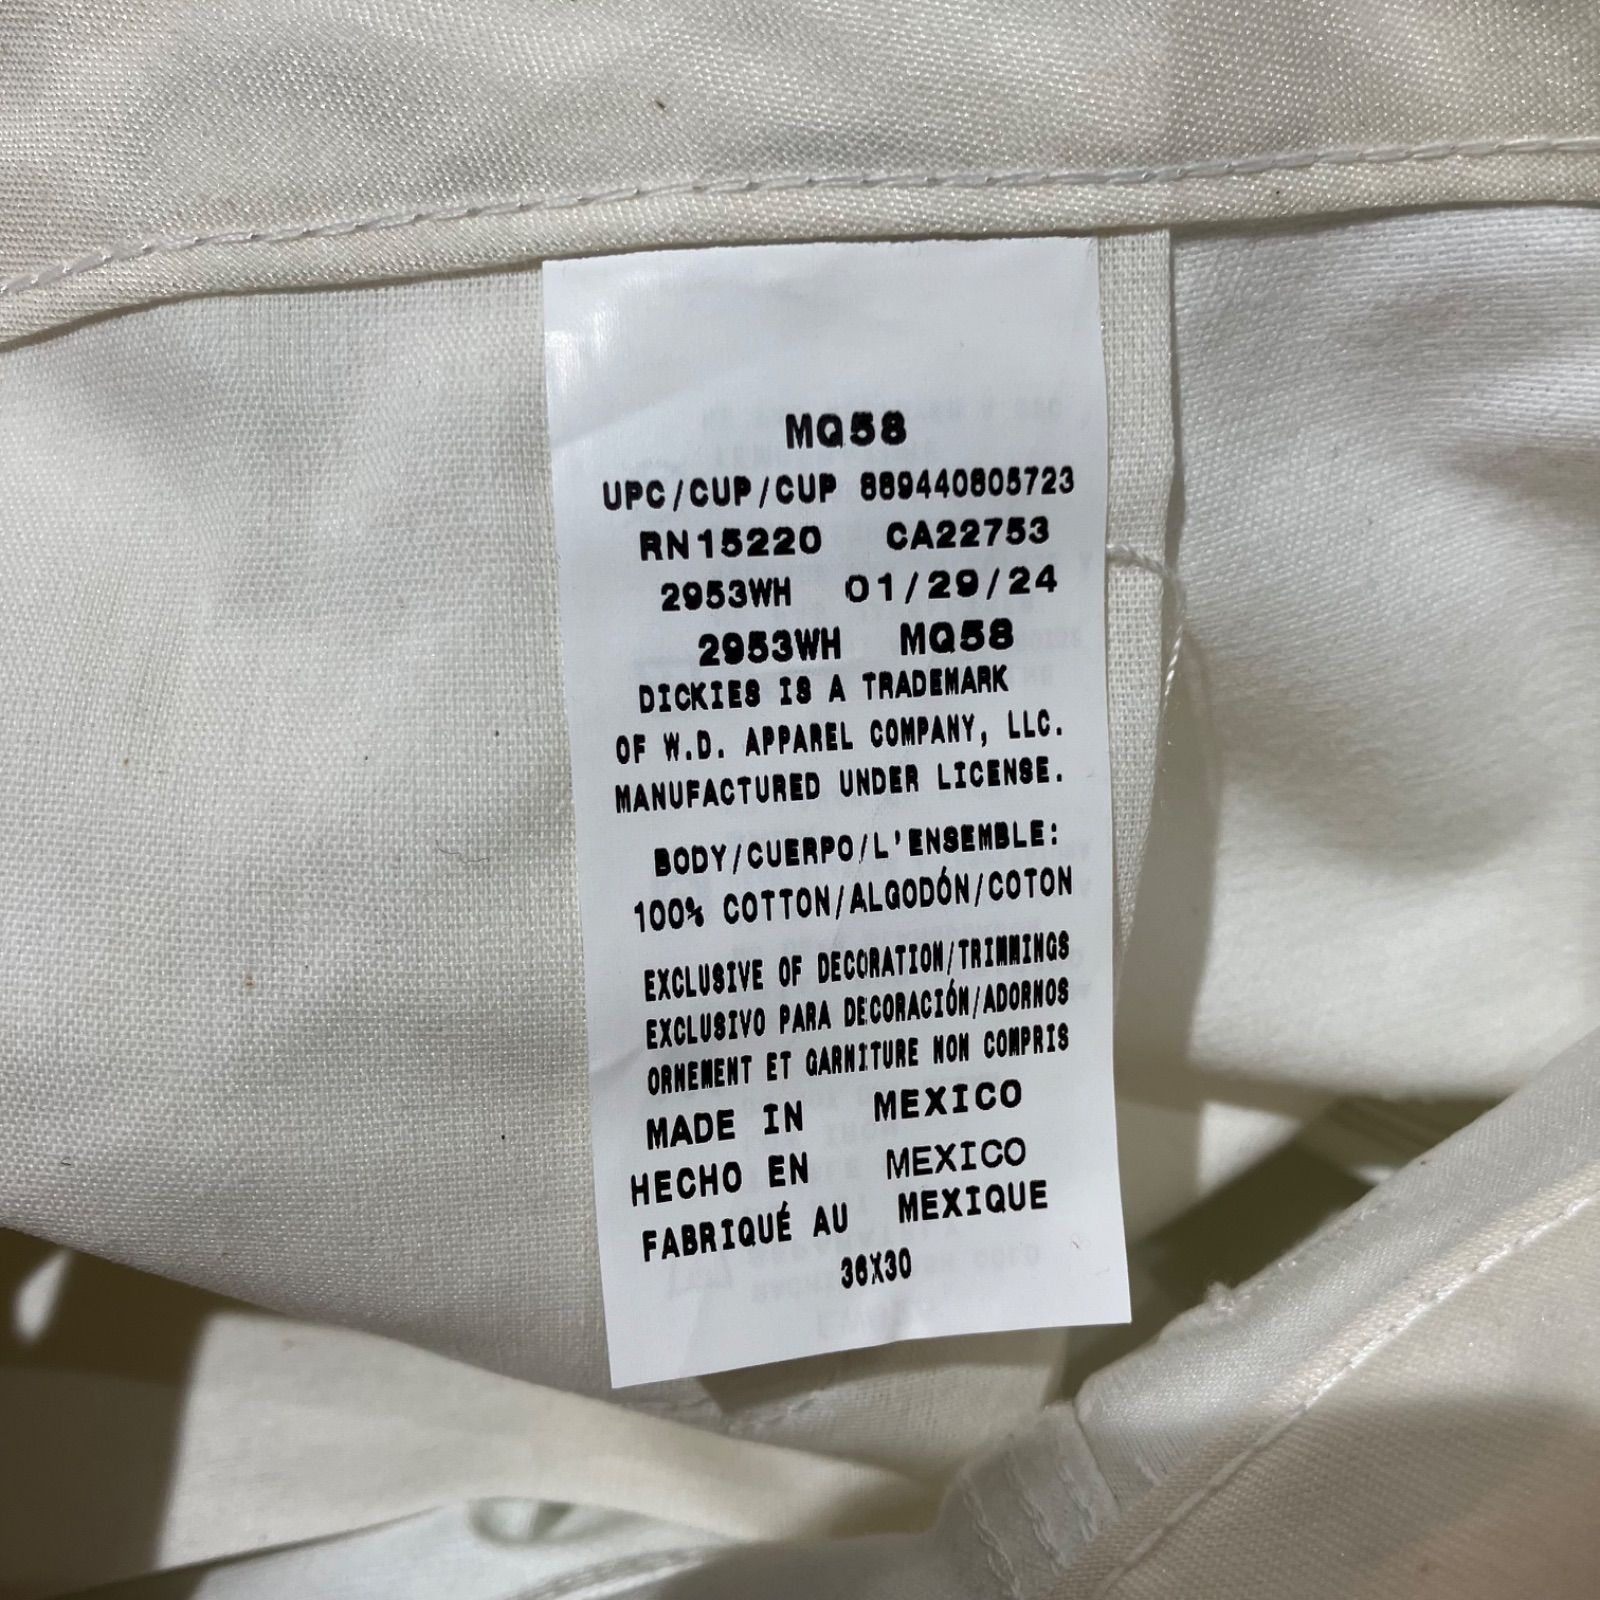 MQ58
UPC/CUP/CUP 889440805723
RN15220 CA22753
2953WH 01/29/24
2953WH MQ58
DICKIES IS A TRADEMARK
OF W.D. APPAREL COMPANY, LLC.
MANUFACTURED UNDER LICENSE.
BODY/CUERPO/L'ENSEMBLE:
100% COTTON/ALGODÓN/COTON
EXCLUSIVE OF DECORATION/TRIMMINGS
EXCLUSIVO PARA DECORACIÓN/ADORNOS
ORNEMENT ET GARNITURE NON COMPRIS
MADE IN MEXICO
HECHO EN MEXICO
FABRIQUÉ AU MEXIQUE
36X30